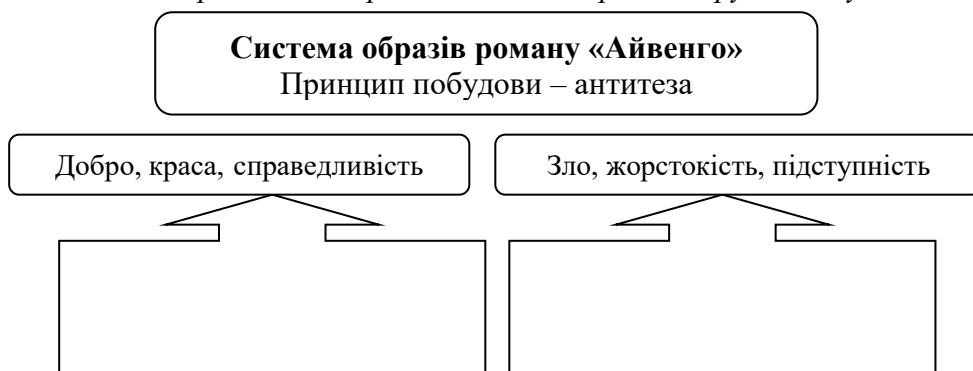 Система образів роману «Айвенго»
Принцип побудови – антитеза
Добро, краса, справедливість
Зло, жорстокість, підступність